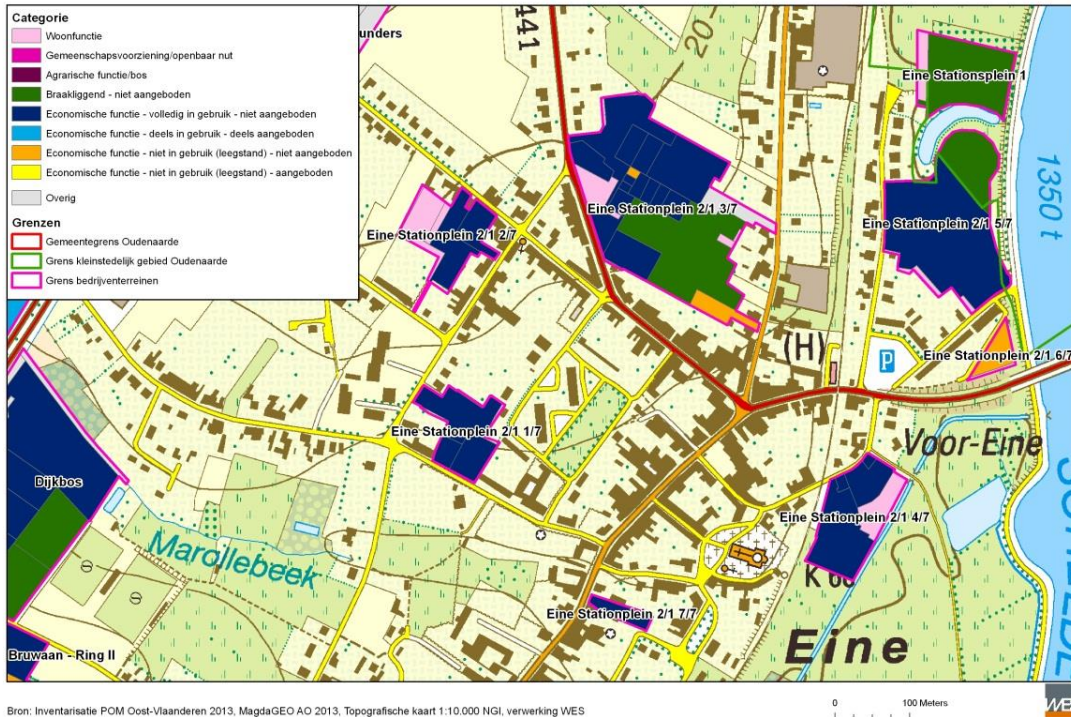 Categorie
Woonfunctie
Gemeenschapsvoorziening/openbaar nut
Agrarische functie/bos
Braakliggend - niet aangeboden
Economische functie - volledig in gebruik - niet aangeboden
Economische functie - deels in gebruik - deels aangeboden
Economische functie - niet in gebruik (leegstand) - niet aangeboden
Economische functie - niet in gebruik (leegstand) - aangeboden
Overig
Grenzen
Gemeentegrens Oudenaarde
Grens kleinstedelijk gebied Oudenaarde
Grens bedrijventerreinen
unders
441
20
Eine Stationsplein 1
1350 t
Eine Stationplein 2/1 3/7
Eine Stationplein 2/1 5/7
Eine Stationplein 2/1 2/7
(H)
P
Eine Stationplein 2/1 6/7
Eine Stationplein 2/1 1/7
Voor-Eine
Dijkbos
Eine Stationplein 2/1 4/7
Marollebeek
Eine Stationplein 2/1 7/7
Eine
Bruwaan - Ring II
Bron: Inventarisatie POM Oost-Vlaanderen 2013, MagdaGEO AO 2013, Topografische kaart 1:10.000 NGI, verwerking WES
0 100 Meters